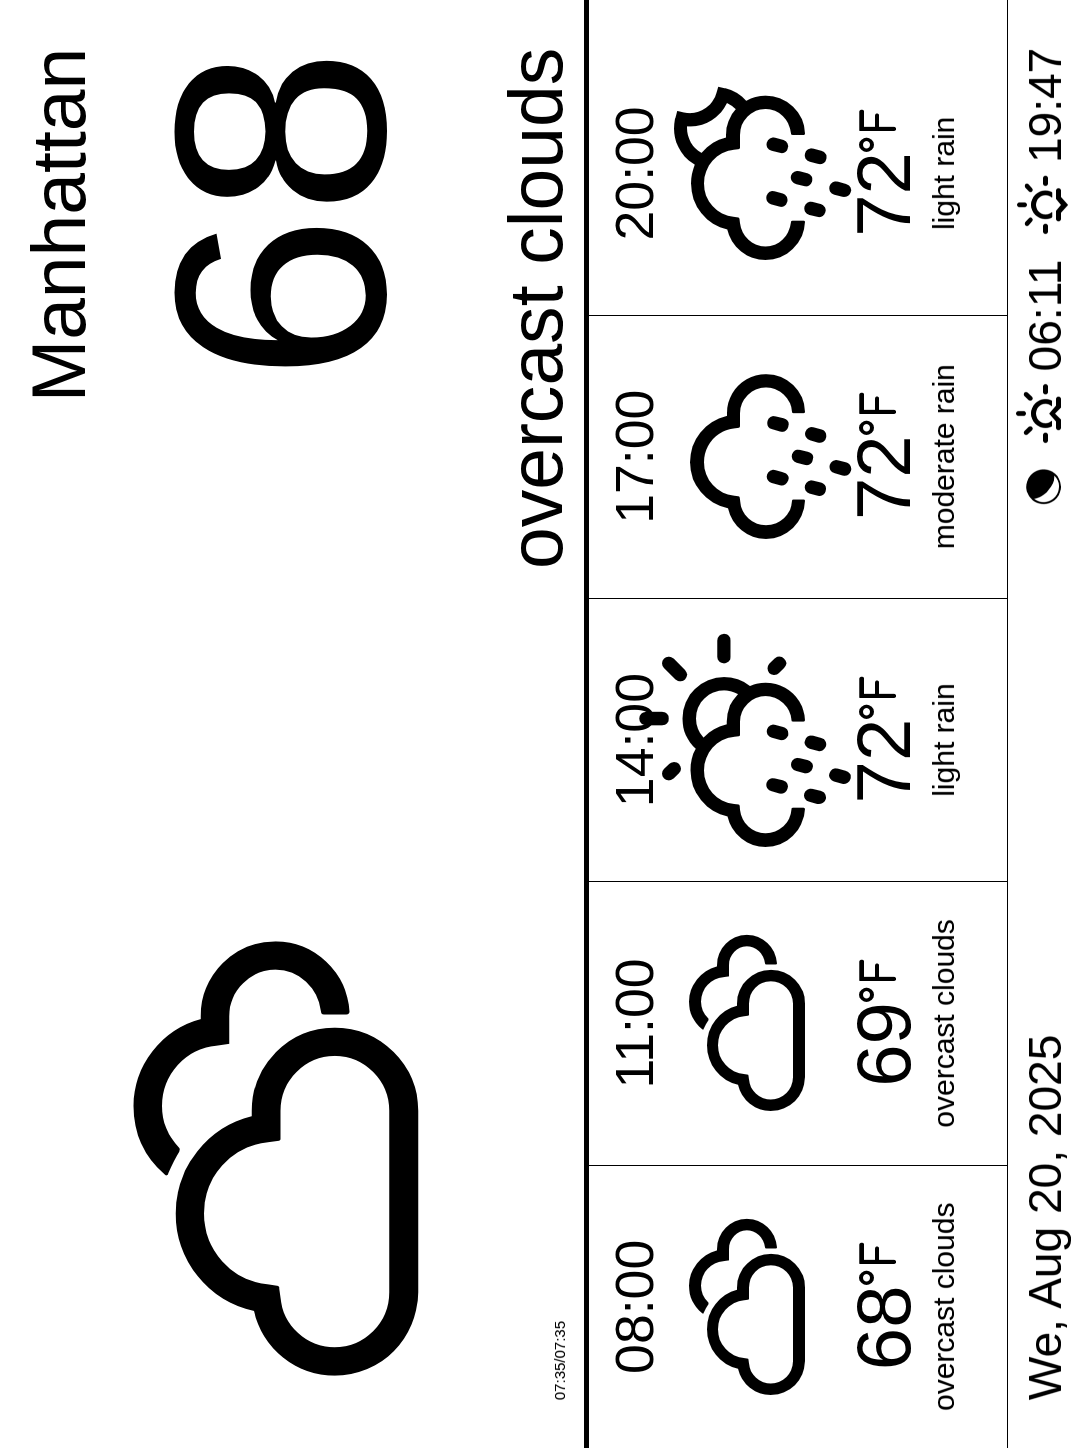 Manhattan
68
overcast clouds
07:35/07:35
08:00
68°F
overcast clouds
11:00
69°F
overcast clouds
14:00
72°F
light rain
17:00
72°F
moderate rain
20:00
72°F
light rain
We, Aug 20, 2025
06:11
19:47